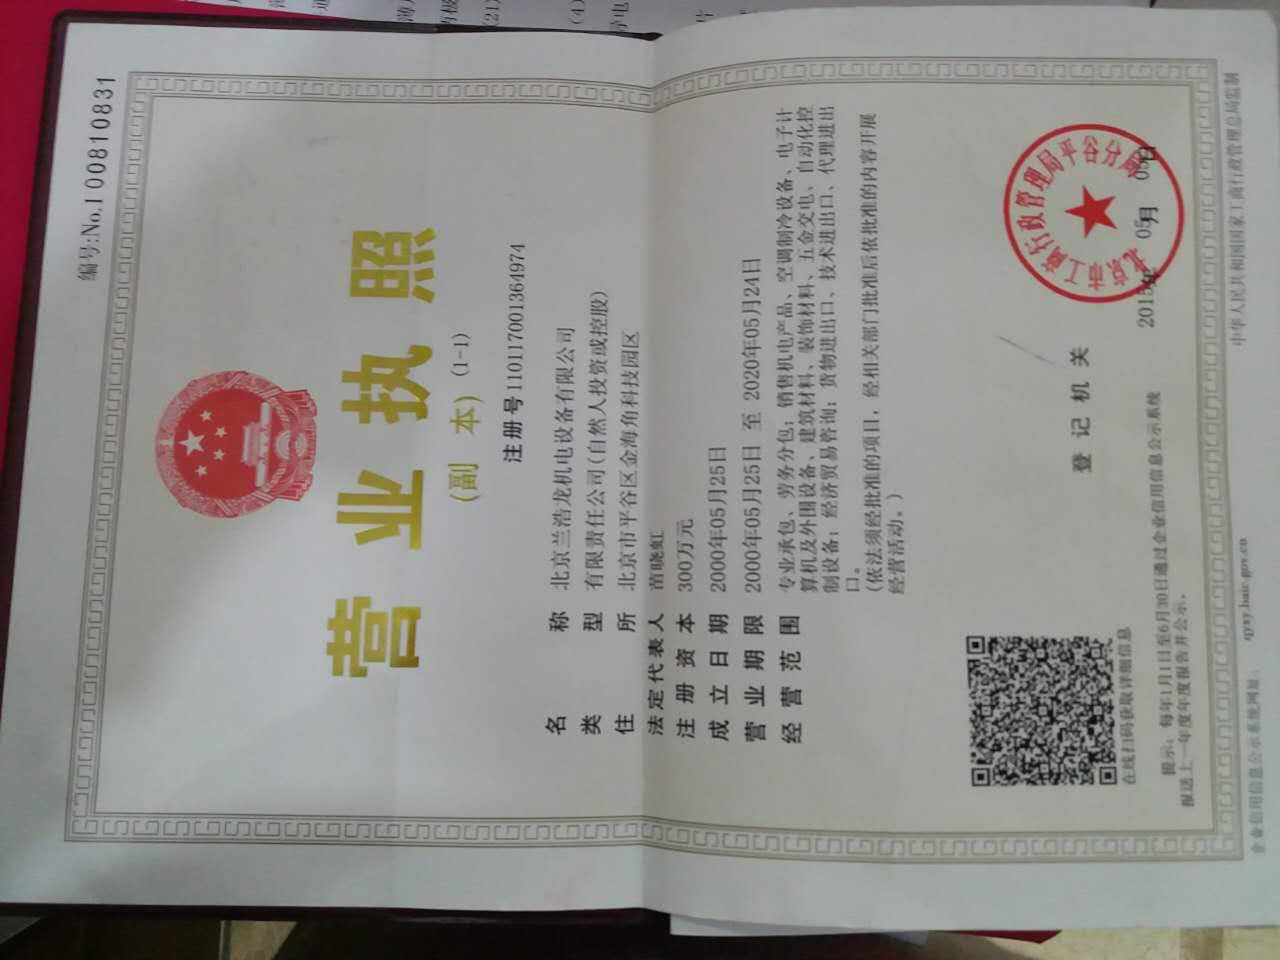 编号:No.1 00810831
营业执照
(副 本) (1-1)
注册号 110117001364974
名称 北京兰浩龙机电设备有限公司
类型 有限责任公司(自然人投资或控股)
住所 北京市平谷区金海角科技园区
法定代表人 苗晓虹
注册资本 300万元
成立日期 2000年05月25日
营业期限 2000年05月25日 至 2020年05月24日
经营范围 专业承包、劳务分包；销售机电产品、空调制冷设备、电子计
算机及外围设备、建筑材料、装饰材料、五金交电、自动化控
制设备；经济贸易咨询；货物进出口、技术进出口、代理进出
口。
(依法须经批准的项目，经相关部门批准后依批准的内容开展
经营活动。)
在线扫码获取详细信息
登记机关
北京市工商行政管理局平谷分局
2015年 05月 05日
提示：每年1月1日至6月30日通过企业信用信息公示系统
报送上一年度年度报告并公示。
企业信用信息公示系统网址： qyxy.baic.gov.cn
中华人民共和国国家工商行政管理总局监制